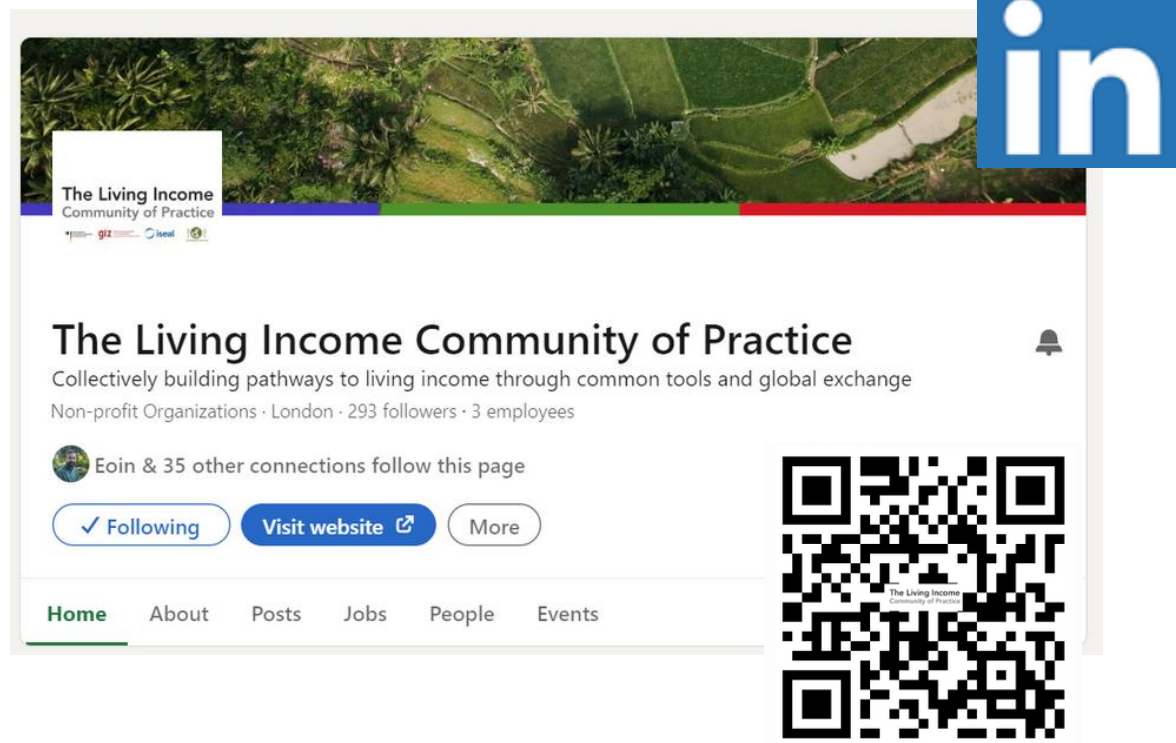 in
The Living Income
Community of Practice
giz iseal
The Living Income Community of Practice
Collectively building pathways to living income through common tools and global exchange
Non-profit Organizations · London · 293 followers · 3 employees
Eoin & 35 other connections follow this page
Following Visit website More
Home About Posts Jobs People Events
The Living Income
Community of Practice